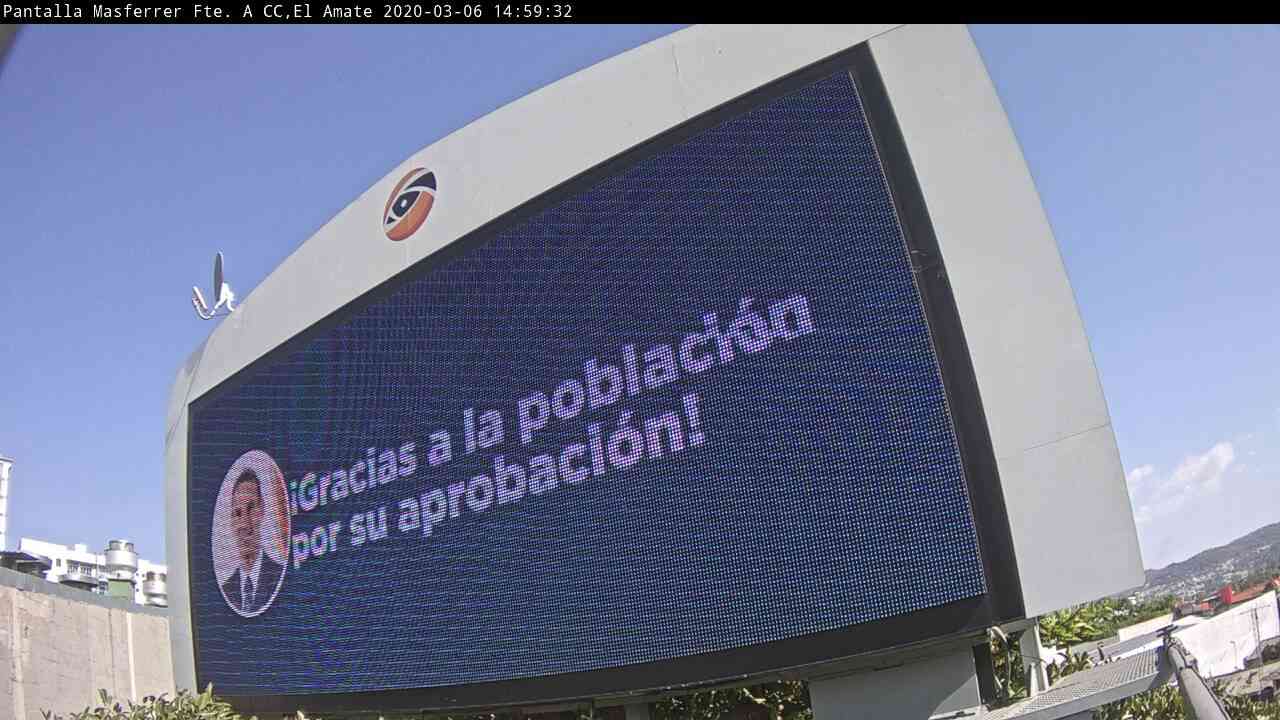 Pantalla Masferrer Fte. A CC,El Amate 2020-03-06 14:59:32
¡Gracias a la población
por su aprobación!